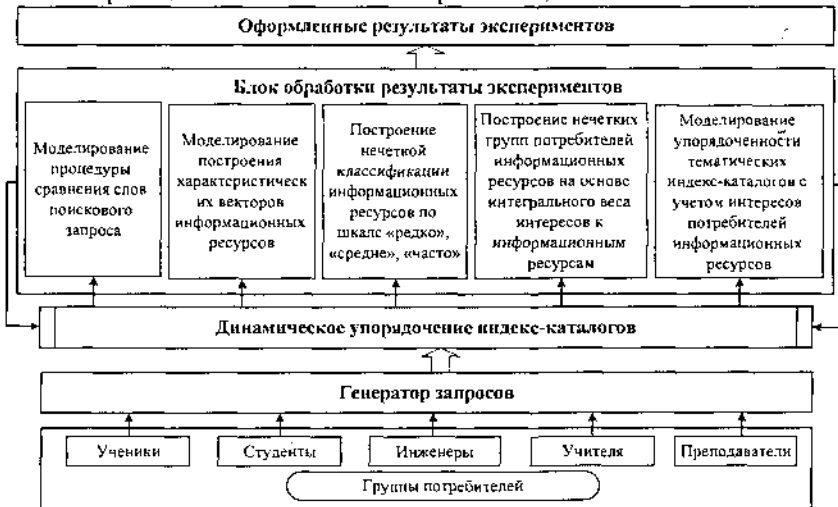 Оформленные результаты экспериментов
Блок обработки результаты экспериментов
Моделирование
процедуры
сравнения слов
поискового
запроса
Моделирование
построения
характеристическ
их векторов
информационных
ресурсов
Построение
нечеткой
классификации
информационных
ресурсов по
шкале «редко»,
«средне», «часто»
Построение нечетких
групп потребителей
информационных
ресурсов на основе
интегрального веса
интересов к
информационным
ресурсам
Моделирование
упорядоченности
тематических
индекс-каталогов с
учетом интересов
потребителей
информационных
ресурсов
Динамическое упорядочение индекс-каталогов
Генератор запросов
Ученики
Студенты
Инженеры
Учителя
Преподаватели
Группы потребителей